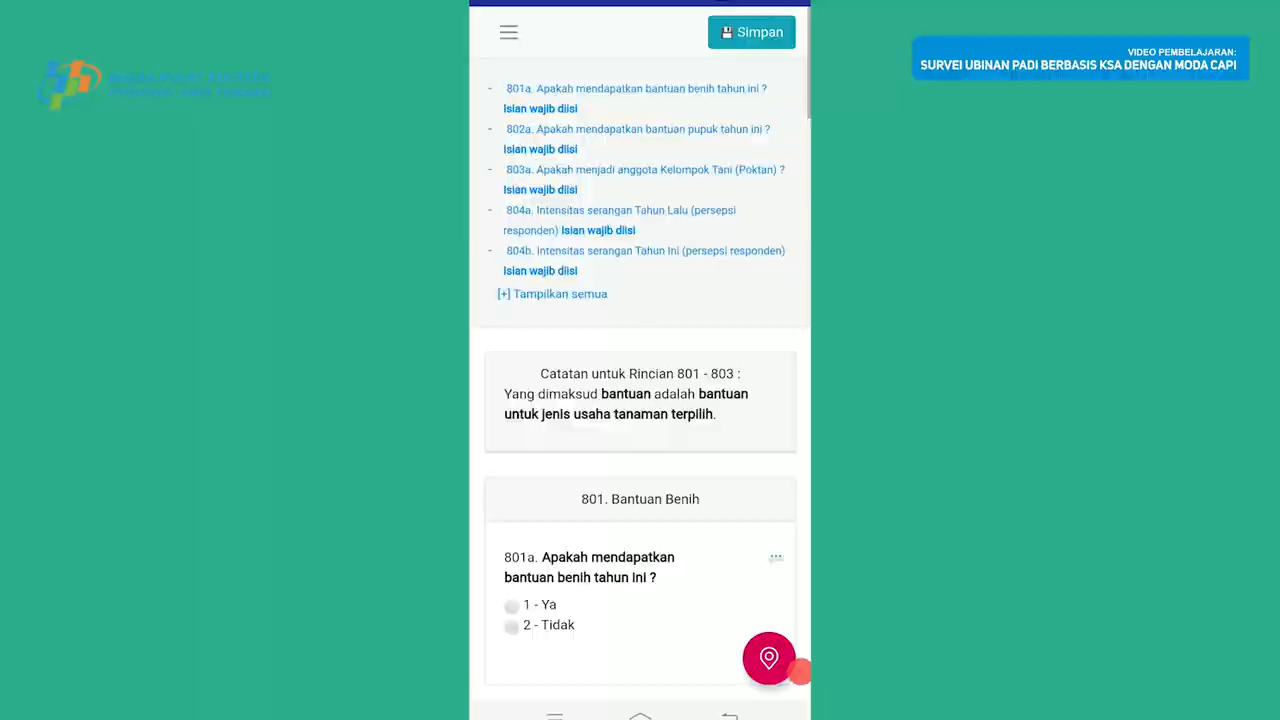 VIDEO PEMBELAJARAN:
SURVEI UBINAN PADI BERBASIS KSA DENGAN MODA CAPI
Simpan
- 801a. Apakah mendapatkan bantuan benih tahun ini ?
Isian wajib diisi
- 802a. Apakah mendapatkan bantuan pupuk tahun ini ?
Isian wajib diisi
- 803a. Apakah menjadi anggota Kelompok Tani (Poktan) ?
Isian wajib diisi
- 804a. Intensitas serangan Tahun Lalu (persepsi
responden) Isian wajib diisi
- 804b. Intensitas serangan Tahun Ini (persepsi responden)
Isian wajib diisi
[+] Tampilkan semua
Catatan untuk Rincian 801 - 803 :
Yang dimaksud bantuan adalah bantuan
untuk jenis usaha tanaman terpilih.
801. Bantuan Benih
801a. Apakah mendapatkan
bantuan benih tahun ini ?
1 - Ya
2 - Tidak